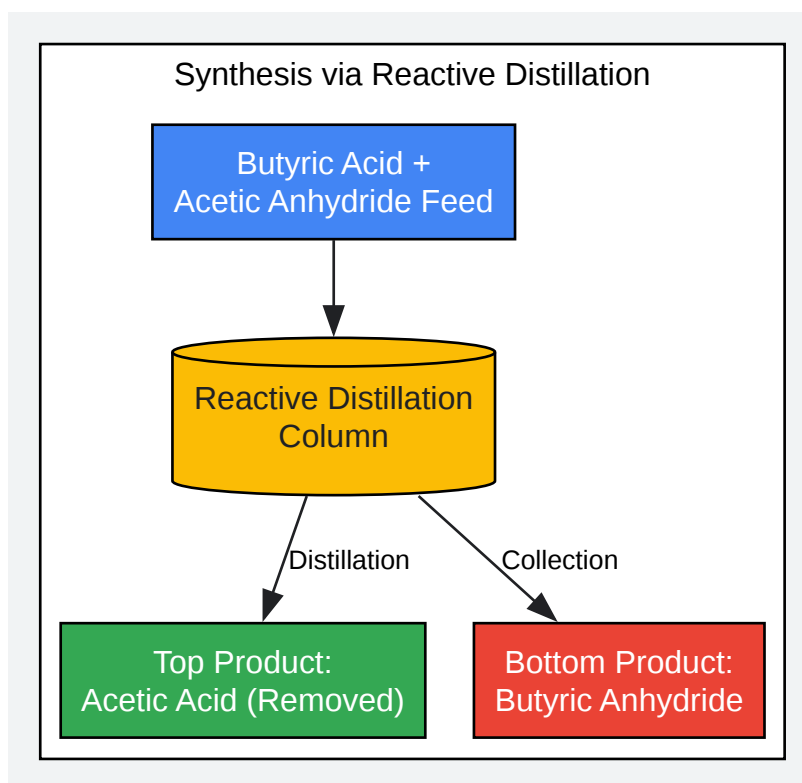 Synthesis via Reactive Distillation
Butyric Acid +
Acetic Anhydride Feed
Reactive Distillation
Column
Distillation
Collection
Top Product:
Acetic Acid (Removed)
Bottom Product:
Butyric Anhydride